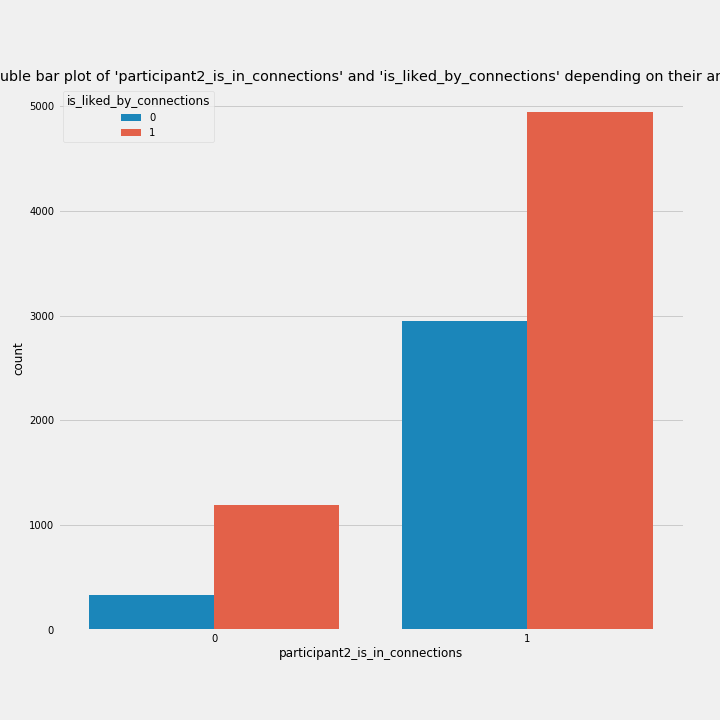 uble bar plot of 'participant2_is_in_connections' and 'is_liked_by_connections' depending on their
is_liked_by_connections
0
1
5000
4000
3000
2000
1000
0
count
0 1
participant2_is_in_connections